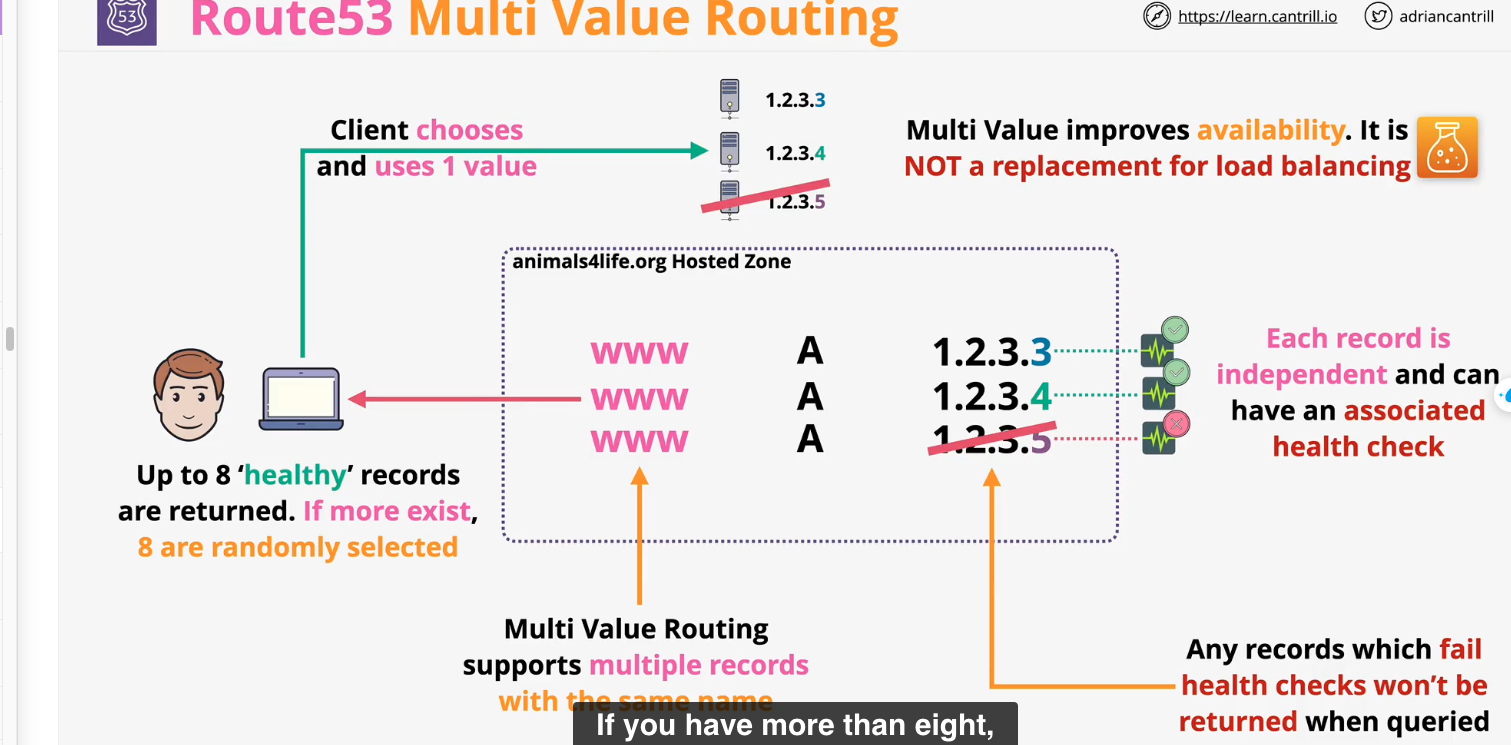 53
Route53 Multi Value Routing
https://learn.cantrill.io
adriancantrill
1.2.3.3
1.2.3.4
1.2.3.5
Client chooses
and uses 1 value
Multi Value improves availability. It is
NOT a replacement for load balancing
animals4life.org Hosted Zone
www A 1.2.3.3
www A 1.2.3.4
www A 1.2.3.5
Each record is
independent and can
have an associated
health check
Up to 8 ‘healthy’ records
are returned. If more exist,
8 are randomly selected
Multi Value Routing
supports multiple records
with the same name
Any records which fail
health checks won’t be
returned when queried
If you have more than eight,